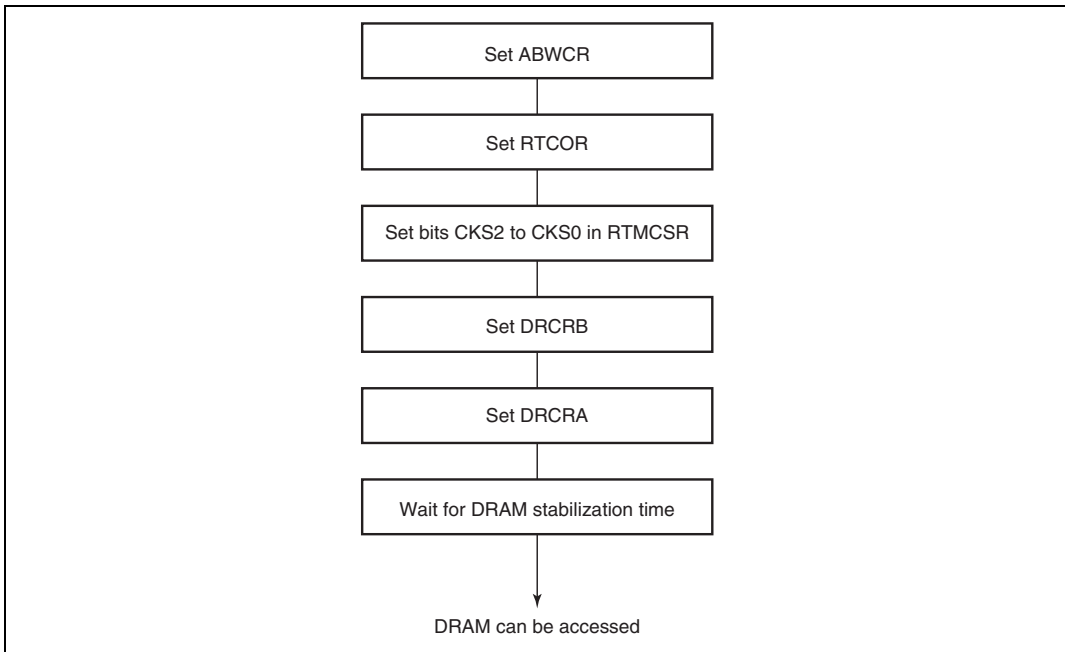 Set ABWCR
Set RTCOR
Set bits CKS2 to CKS0 in RTMCSR
Set DRCRB
Set DRCRA
Wait for DRAM stabilization time
DRAM can be accessed